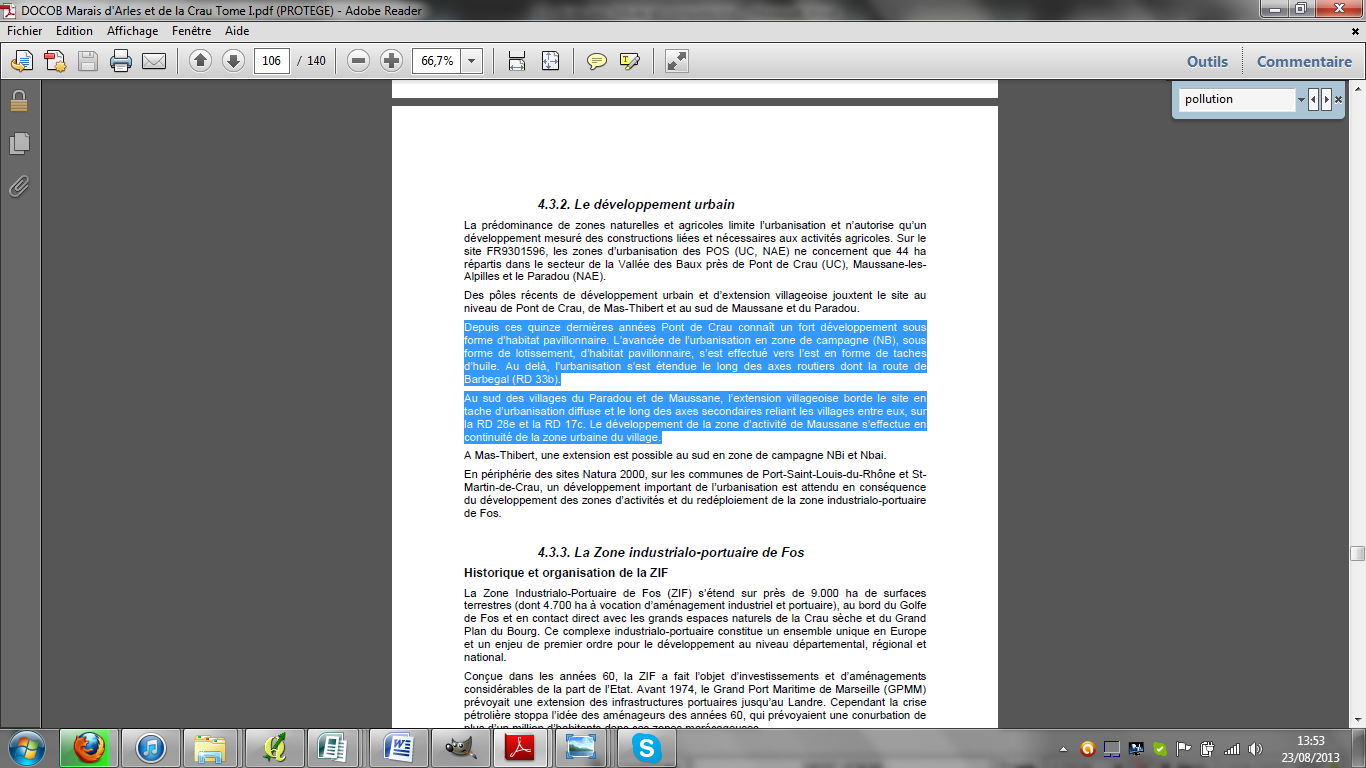 DOCOB Marais d'Arles et de la Crau Tome I.pdf (PROTEGE) - Adobe Reader
Fichier Edition Affichage Fenêtre Aide
106 / 140 66,7% Outils Commentaire
pollution
4.3.2. Le développement urbain
La prédominance de zones naturelles et agricoles limite l'urbanisation et n'autorise qu'un
développement mesuré des constructions liées et nécessaires aux activités agricoles. Sur le
site FR9301596, les zones d'urbanisation des POS (UC, NAE) ne concernent que 44 ha
répartis dans le secteur de la Vallée des Baux près de Pont de Crau (UC), Maussane-les-
Alpilles et le Paradou (NAE).
Des pôles récents de développement urbain et d'extension villageoise jouxtent le site au
niveau de Pont de Crau, de Mas-Thibert et au sud de Maussane et du Paradou.
Depuis ces quinze dernières années Pont de Crau connaît un fort développement sous
forme d'habitat pavillonnaire. L'avancée de l'urbanisation en zone de campagne (NB), sous
forme de lotissement, d'habitat pavillonnaire, s'est effectué vers l'est en forme de taches
d'huile. Au delà, l'urbanisation s'est étendue le long des axes routiers dont la route de
Barbegal (RD 33b).
Au sud des villages du Paradou et de Maussane, l'extension villageoise borde le site en
tache d'urbanisation diffuse et le long des axes secondaires reliant les villages entre eux, sur
la RD 28e et la RD 17c. Le développement de la zone d'activité de Maussane s'effectue en
continuité de la zone urbaine du village.
A Mas-Thibert, une extension est possible au sud en zone de campagne NBi et Nbai.
En périphérie des sites Natura 2000, sur les communes de Port-Saint-Louis-du-Rhône et St-
Martin-de-Crau, un développement important de l'urbanisation est attendu en conséquence
du développement des zones d'activités et du redéploiement de la zone industrialo-portuaire
de Fos.
4.3.3. La Zone industrialo-portuaire de Fos
Historique et organisation de la ZIF
La Zone Industrialo-Portuaire de Fos (ZIF) s'étend sur près de 9.000 ha de surfaces
terrestres (dont 4.700 ha à vocation d'aménagement industriel et portuaire), au bord du Golfe
de Fos et en contact direct avec les grands espaces naturels de la Crau sèche et du Grand
Plan du Bourg. Ce complexe industrialo-portuaire constitue un ensemble unique en Europe
et un enjeu de premier ordre pour le développement au niveau départemental, régional et
national.
Conçue dans les années 60, la ZIF a fait l'objet d'investissements et d'aménagements
considérables de la part de l'Etat. Avant 1974, le Grand Port Maritime de Marseille (GPMM)
prévoyait une extension des infrastructures portuaires jusqu'au Landre. Cependant la crise
pétrolière stoppa l'idée des aménageurs des années 60, qui prévoyaient une conurbation de
13:53
23/08/2013